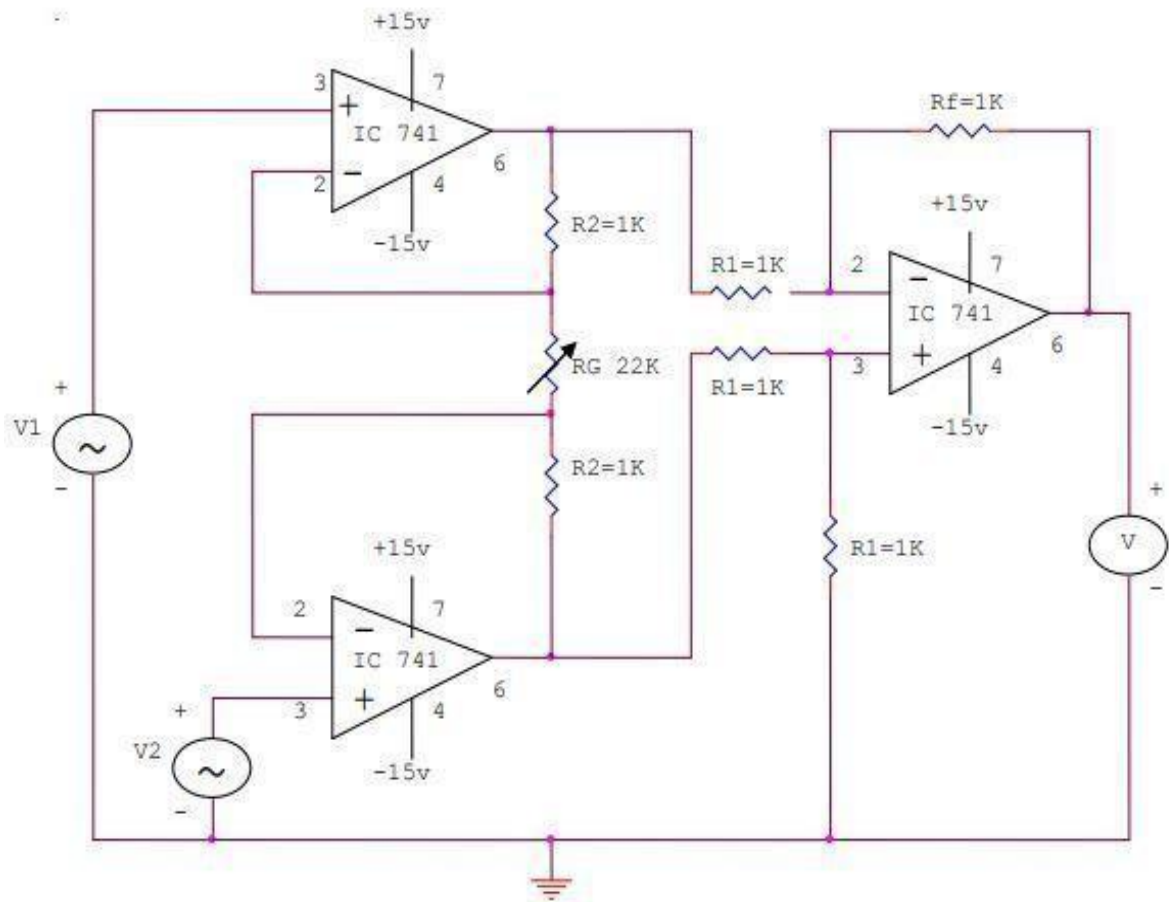 +15v
3
7
+
IC 741
-
2
4
6
-15v
Rf=1K
R2=1K
+15v
R1=1K
2
7
-
IC 741
+
3
4
6
-15v
RG 22K
R1=1K
+
V1
~
-
R2=1K
+15v
2
7
-
IC 741
+
3
4
6
-15v
R1=1K
+
V
-
+
V2
~
-